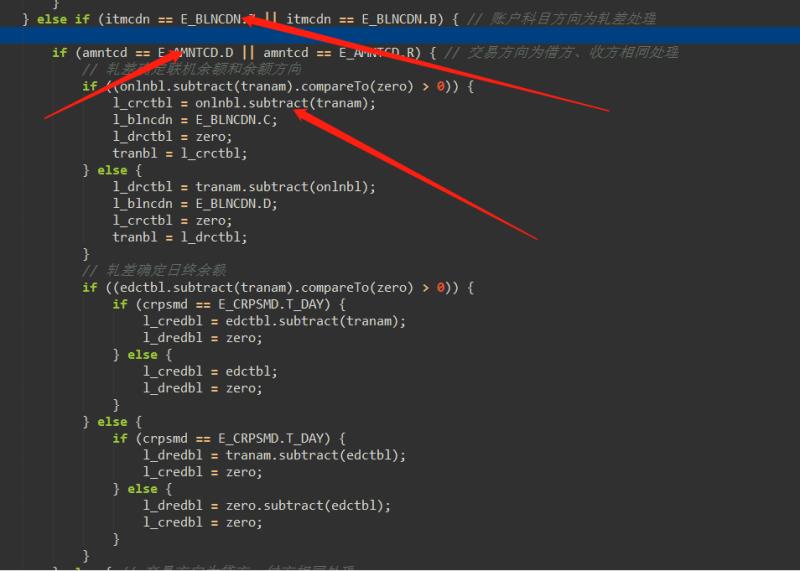 }
} else if (itmcdn == E_BLNCDN. || itmcdn == E_BLNCDN.B) { // 账户科目方向为轧差处理
if (amntcd == E_AMNTCD.D || amntcd == E_AMNTCD.R) { // 交易方向为借方、收方相同处理
// 轧差确定联机余额和余额方向
if ((onlnbl.subtract(tranam).compareTo(zero) > 0)) {
l_crctbl = onlnbl.subtract(tranam);
l_blncdn = E_BLNCDN.C;
l_drctbl = zero;
tranbl = l_crctbl;
} else {
l_drctbl = tranam.subtract(onlnbl);
l_blncdn = E_BLNCDN.D;
l_crctbl = zero;
tranbl = l_drctbl;
}
// 轧差确定日终余额
if ((edctbl.subtract(tranam).compareTo(zero) > 0)) {
if (crpsmd == E_CRPSMD.T_DAY) {
l_credbl = edctbl.subtract(tranam);
l_dredbl = zero;
} else {
l_credbl = edctbl;
l_dredbl = zero;
}
} else {
if (crpsmd == E_CRPSMD.T_DAY) {
l_dredbl = tranam.subtract(edctbl);
l_credbl = zero;
} else {
l_dredbl = zero.subtract(edctbl);
l_credbl = zero;
}
}